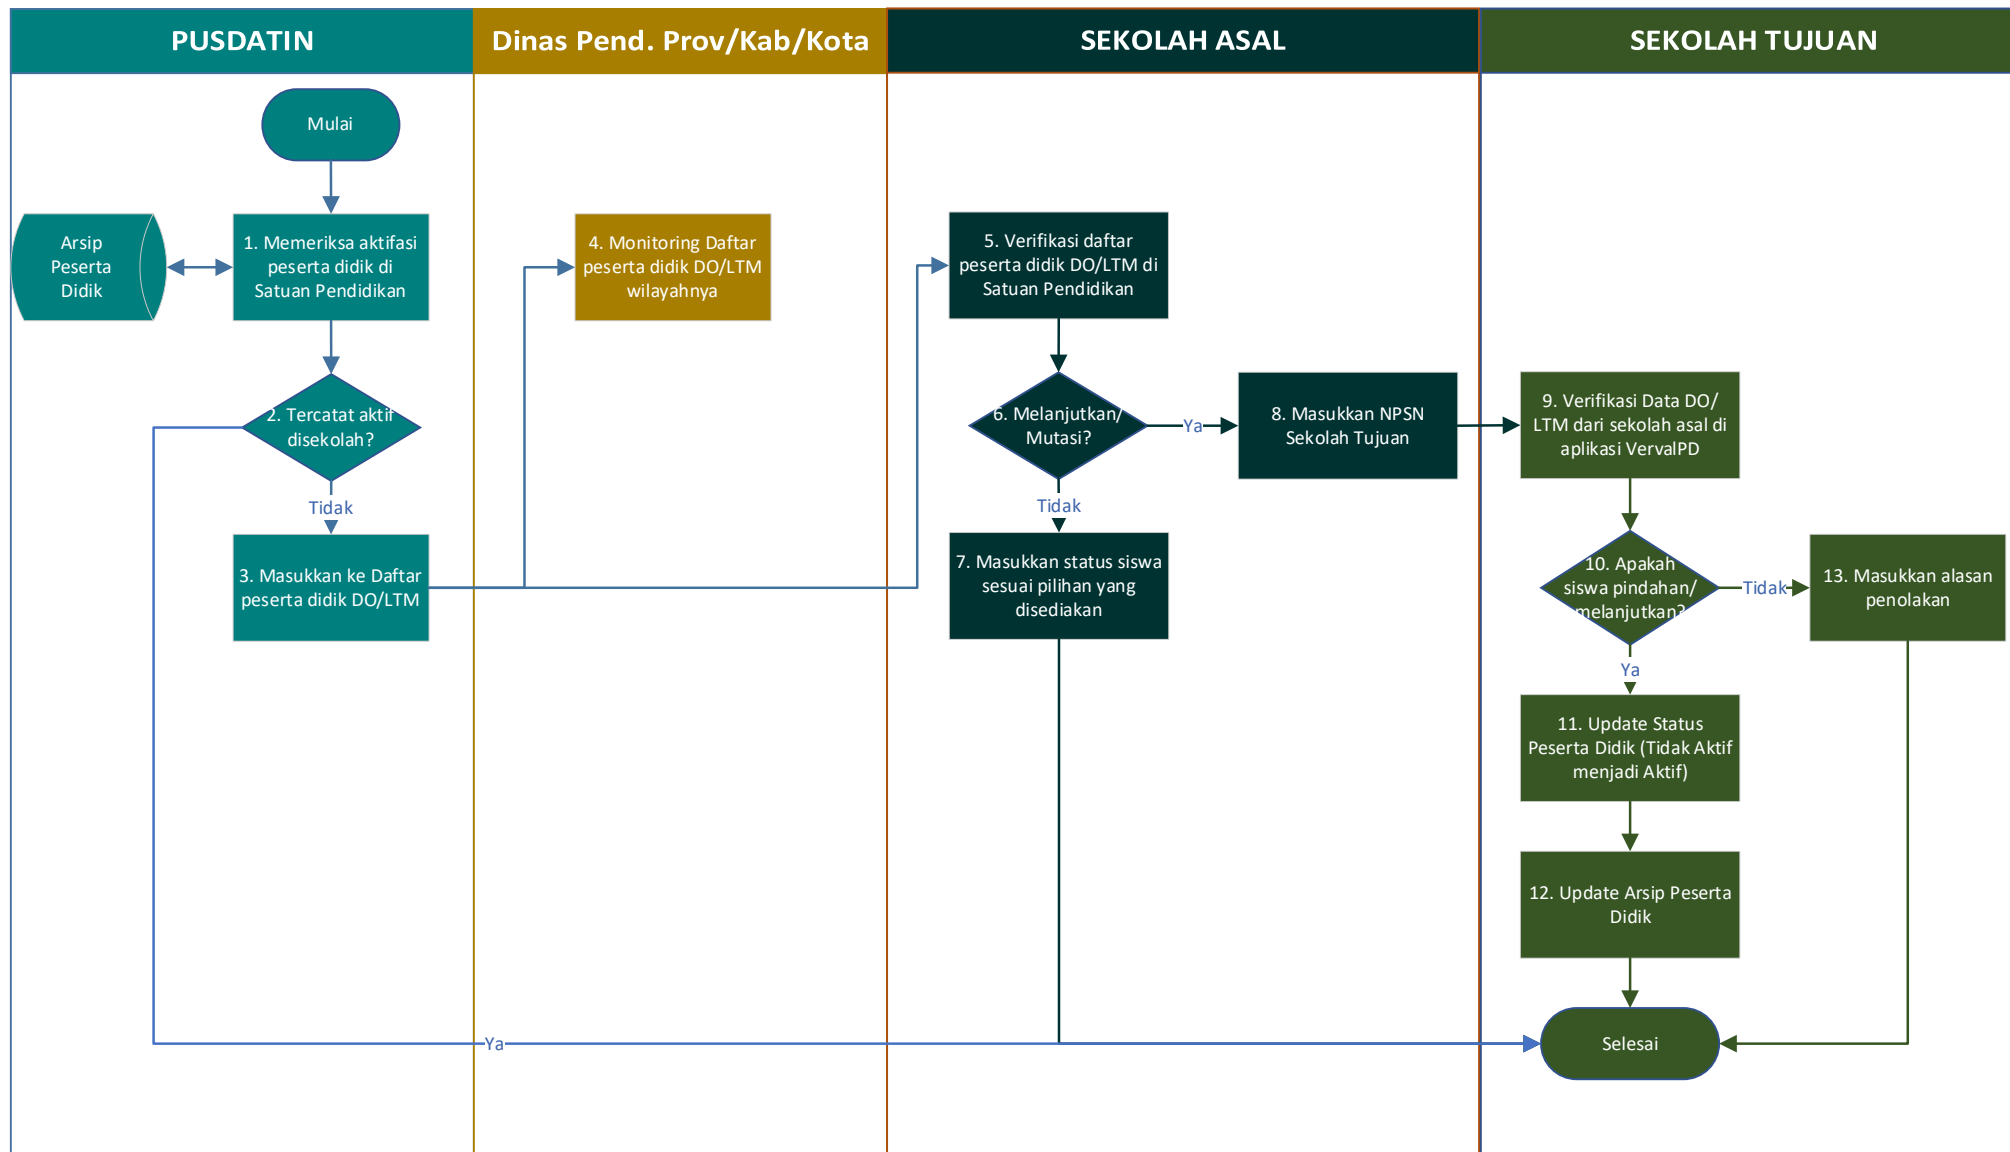 PUSDATIN
Dinas Pend. Prov/Kab/Kota
SEKOLAH ASAL
SEKOLAH TUJUAN
Mulai
Arsip
Peserta
Didik
1. Memeriksa aktifasi
peserta didik di
Satuan Pendidikan
2. Tercatat aktif
disekolah?
Tidak
3. Masukkan ke Daftar
peserta didik DO/LTM
Ya
4. Monitoring Daftar
peserta didik DO/LTM
wilayahnya
5. Verifikasi daftar
peserta didik DO/LTM di
Satuan Pendidikan
6. Melanjutkan/
Mutasi?
Ya
Tidak
7. Masukkan status siswa
sesuai pilihan yang
disediakan
8. Masukkan NPSN
Sekolah Tujuan
9. Verifikasi Data DO/
LTM dari sekolah asal di
aplikasi VervalPD
10. Apakah
siswa pindahan/
melanjutkan?
Tidak
13. Masukkan alasan
penolakan
Ya
11. Update Status
Peserta Didik (Tidak Aktif
menjadi Aktif)
12. Update Arsip Peserta
Didik
Selesai